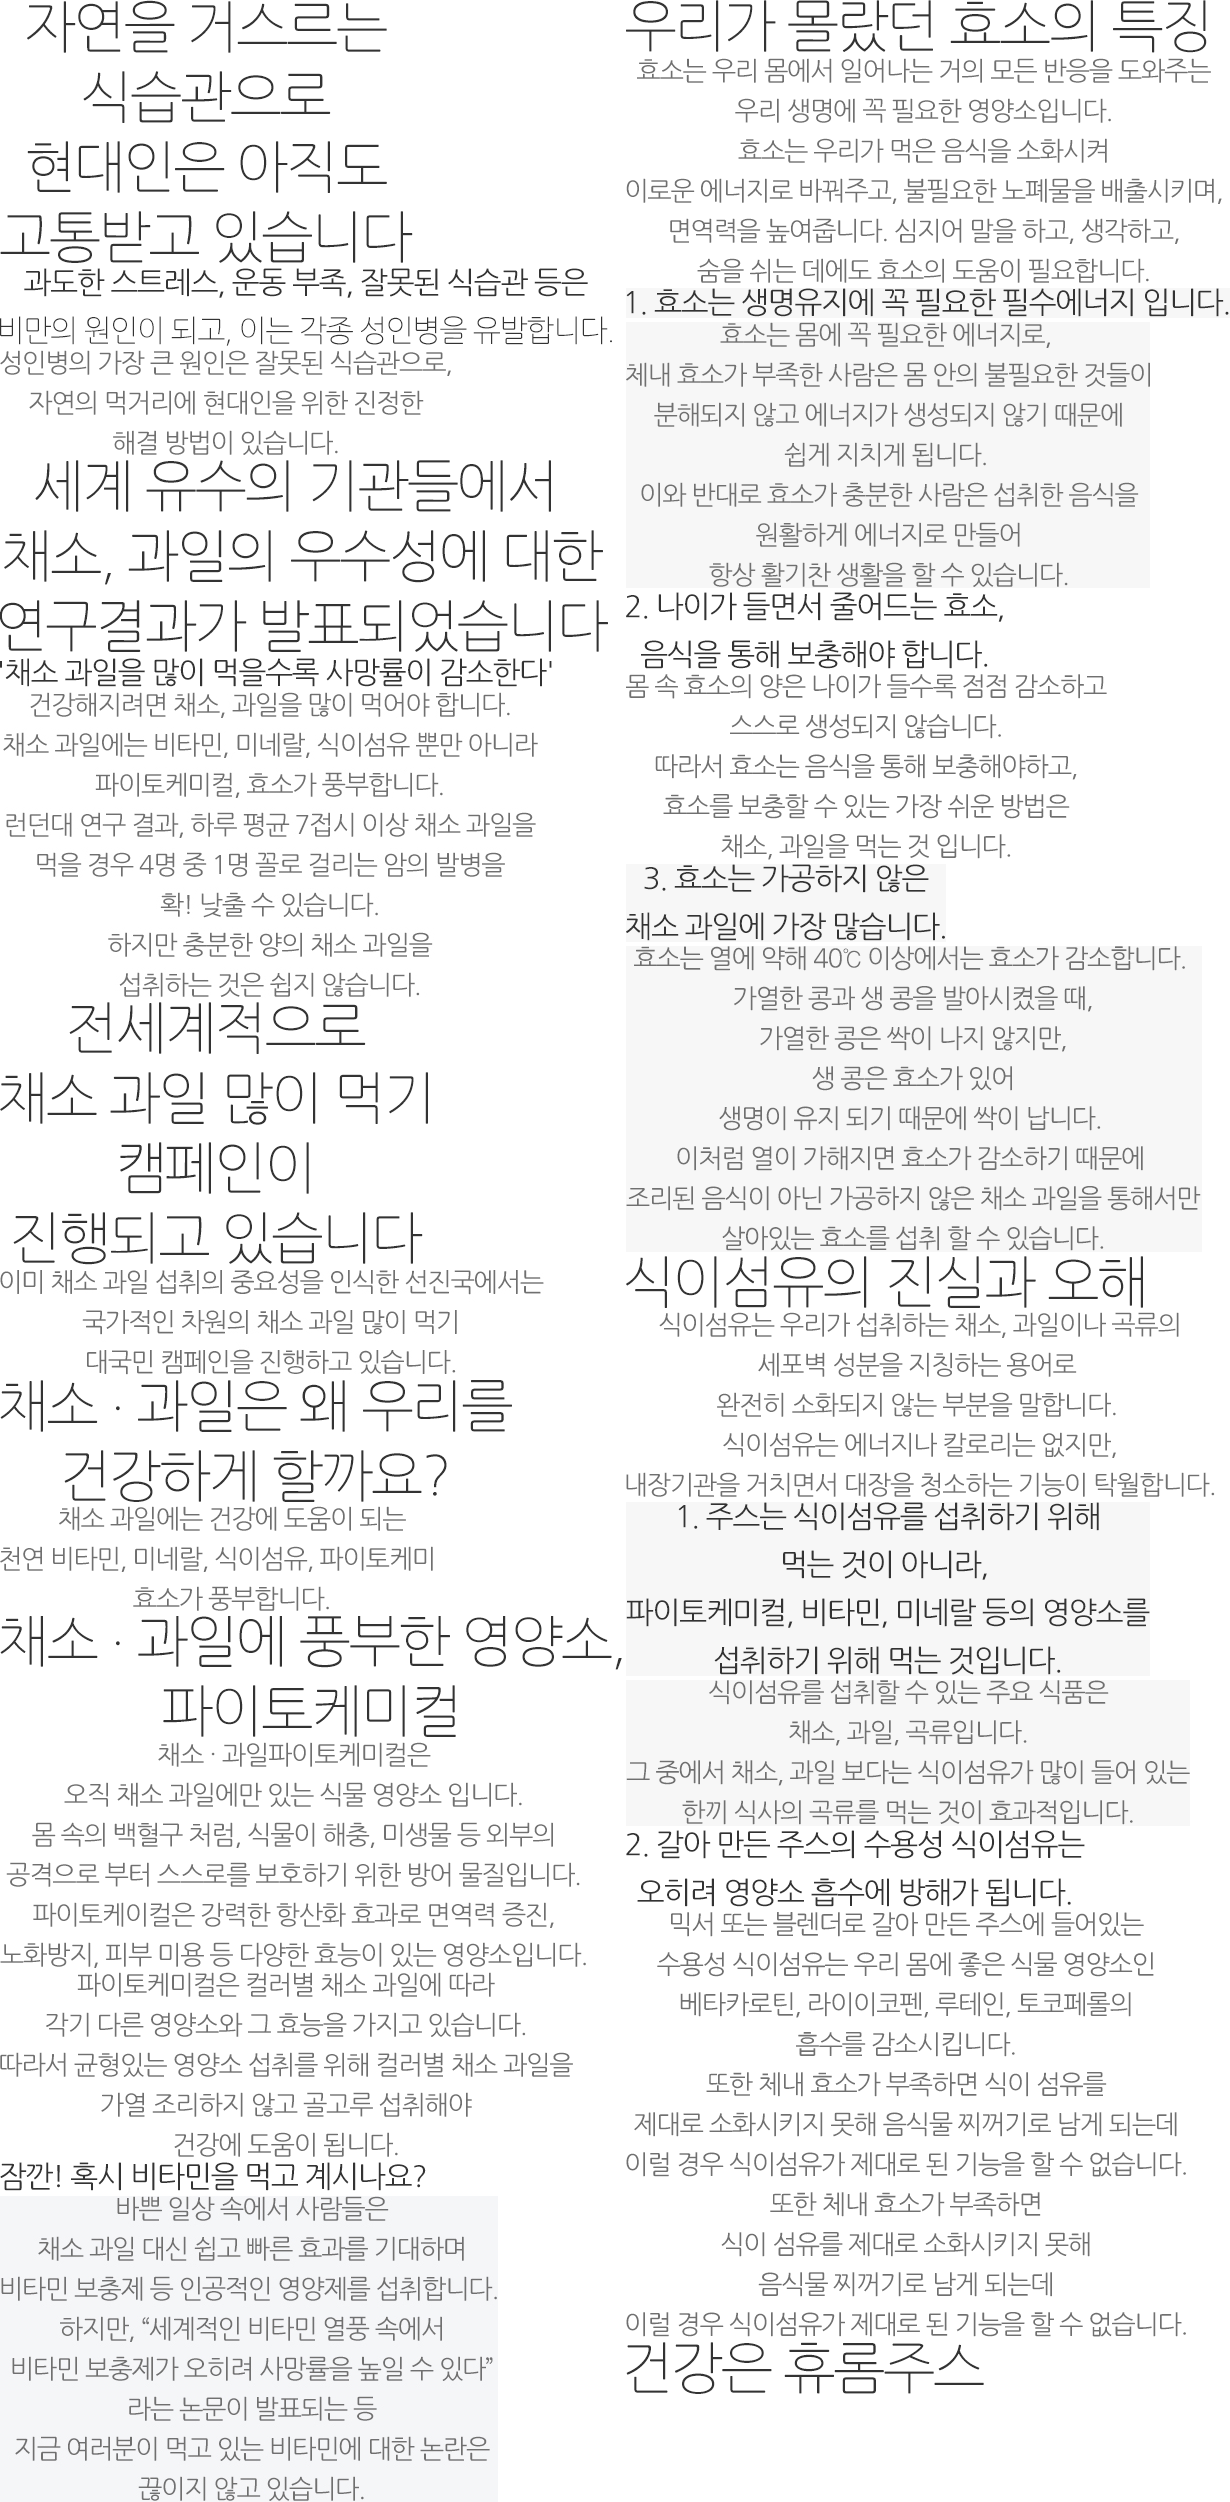 자연을 거스르는
식습관으로
현대인은 아직도
고통받고 있습니다
과도한 스트레스, 운동 부족, 잘못된 식습관 등은
비만의 원인이 되고, 이는 각종 성인병을 유발합니다.
성인병의 가장 큰 원인은 잘못된 식습관으로,
자연의 먹거리에 현대인을 위한 진정한
해결 방법이 있습니다.
세계 유수의 기관들에서
채소, 과일의 우수성에 대한
연구결과가 발표되었습니다
'채소 과일을 많이 먹을수록 사망률이 감소한다'
건강해지려면 채소, 과일을 많이 먹어야 합니다.
채소 과일에는 비타민, 미네랄, 식이섬유 뿐만 아니라
파이토케미컬, 효소가 풍부합니다.
런던대 연구 결과, 하루 평균 7접시 이상 채소 과일을
먹을 경우 4명 중 1명 꼴로 걸리는 암의 발병을
확! 낮출 수 있습니다.
하지만 충분한 양의 채소 과일을
섭취하는 것은 쉽지 않습니다.
전세계적으로
채소 과일 많이 먹기
캠페인이
진행되고 있습니다
이미 채소 과일 섭취의 중요성을 인식한 선진국에서는
국가적인 차원의 채소 과일 많이 먹기
대국민 캠페인을 진행하고 있습니다.
채소 · 과일은 왜 우리를
건강하게 할까요?
채소 과일에는 건강에 도움이 되는
천연 비타민, 미네랄, 식이섬유, 파이토케미
효소가 풍부합니다.
채소 · 과일에 풍부한 영양소,
파이토케미컬
채소 · 과일파이토케미컬은
오직 채소 과일에만 있는 식물 영양소 입니다.
몸 속의 백혈구 처럼, 식물이 해충, 미생물 등 외부의
공격으로 부터 스스로를 보호하기 위한 방어 물질입니다.
파이토케이컬은 강력한 항산화 효과로 면역력 증진,
노화방지, 피부 미용 등 다양한 효능이 있는 영양소입니다.
파이토케미컬은 컬러별 채소 과일에 따라
각기 다른 영양소와 그 효능을 가지고 있습니다.
따라서 균형있는 영양소 섭취를 위해 컬러별 채소 과일을
가열 조리하지 않고 골고루 섭취해야
건강에 도움이 됩니다.
잠깐! 혹시 비타민을 먹고 계시나요?
바쁜 일상 속에서 사람들은
채소 과일 대신 쉽고 빠른 효과를 기대하며
비타민 보충제 등 인공적인 영양제를 섭취합니다.
하지만, “세계적인 비타민 열풍 속에서
비타민 보충제가 오히려 사망률을 높일 수 있다”
라는 논문이 발표되는 등
지금 여러분이 먹고 있는 비타민에 대한 논란은
끊이지 않고 있습니다.
우리가 몰랐던 효소의 특징
효소는 우리 몸에서 일어나는 거의 모든 반응을 도와주는
우리 생명에 꼭 필요한 영양소입니다.
효소는 우리가 먹은 음식을 소화시켜
이로운 에너지로 바꿔주고, 불필요한 노폐물을 배출시키며,
면역력을 높여줍니다. 심지어 말을 하고, 생각하고,
숨을 쉬는 데에도 효소의 도움이 필요합니다.
1. 효소는 생명유지에 꼭 필요한 필수에너지 입니다.
효소는 몸에 꼭 필요한 에너지로,
체내 효소가 부족한 사람은 몸 안의 불필요한 것들이
분해되지 않고 에너지가 생성되지 않기 때문에
쉽게 지치게 됩니다.
이와 반대로 효소가 충분한 사람은 섭취한 음식을
원활하게 에너지로 만들어
항상 활기찬 생활을 할 수 있습니다.
2. 나이가 들면서 줄어드는 효소,
음식을 통해 보충해야 합니다.
몸 속 효소의 양은 나이가 들수록 점점 감소하고
스스로 생성되지 않습니다.
따라서 효소는 음식을 통해 보충해야하고,
효소를 보충할 수 있는 가장 쉬운 방법은
채소, 과일을 먹는 것 입니다.
3. 효소는 가공하지 않은
채소 과일에 가장 많습니다.
효소는 열에 약해 40℃ 이상에서는 효소가 감소합니다.
가열한 콩과 생 콩을 발아시켰을 때,
가열한 콩은 싹이 나지 않지만,
생 콩은 효소가 있어
생명이 유지 되기 때문에 싹이 납니다.
이처럼 열이 가해지면 효소가 감소하기 때문에
조리된 음식이 아닌 가공하지 않은 채소 과일을 통해서만
살아있는 효소를 섭취 할 수 있습니다.
식이섬유의 진실과 오해
식이섬유는 우리가 섭취하는 채소, 과일이나 곡류의
세포벽 성분을 지칭하는 용어로
완전히 소화되지 않는 부분을 말합니다.
식이섬유는 에너지나 칼로리는 없지만,
내장기관을 거치면서 대장을 청소하는 기능이 탁월합니다.
1. 주스는 식이섬유를 섭취하기 위해
먹는 것이 아니라,
파이토케미컬, 비타민, 미네랄 등의 영양소를
섭취하기 위해 먹는 것입니다.
식이섬유를 섭취할 수 있는 주요 식품은
채소, 과일, 곡류입니다.
그 중에서 채소, 과일 보다는 식이섬유가 많이 들어 있는
한끼 식사의 곡류를 먹는 것이 효과적입니다.
2. 갈아 만든 주스의 수용성 식이섬유는
오히려 영양소 흡수에 방해가 됩니다.
믹서 또는 블렌더로 갈아 만든 주스에 들어있는
수용성 식이섬유는 우리 몸에 좋은 식물 영양소인
베타카로틴, 라이이코펜, 루테인, 토코페롤의
흡수를 감소시킵니다.
또한 체내 효소가 부족하면 식이 섬유를
제대로 소화시키지 못해 음식물 찌꺼기로 남게 되는데
이럴 경우 식이섬유가 제대로 된 기능을 할 수 없습니다.
또한 체내 효소가 부족하면
식이 섬유를 제대로 소화시키지 못해
음식물 찌꺼기로 남게 되는데
이럴 경우 식이섬유가 제대로 된 기능을 할 수 없습니다.
건강은 휴롬주스